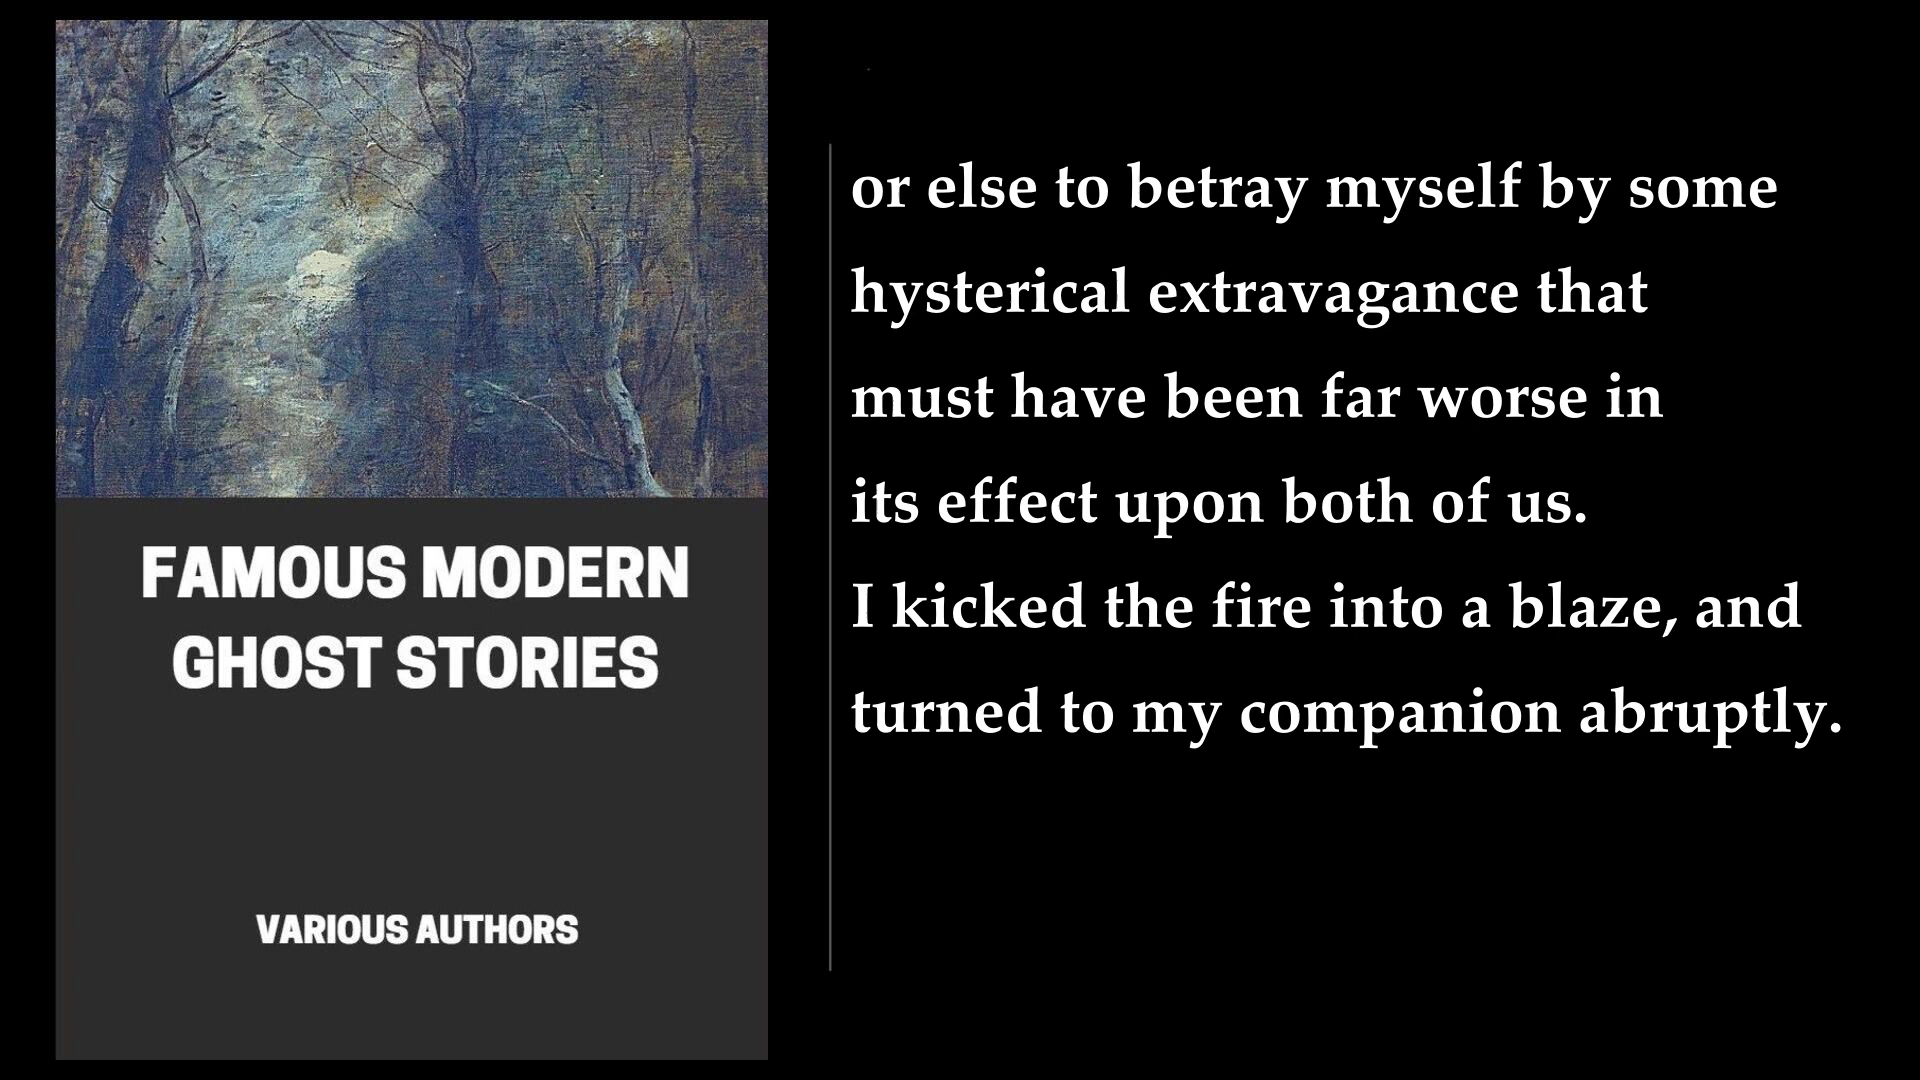 FAMOUS MODERN
GHOST STORIES
VARIOUS AUTHORS
or else to betray myself by some
hysterical extravagance that
must have been far worse in
its effect upon both of us.
I kicked the fire into a blaze, and
turned to my companion abruptly.